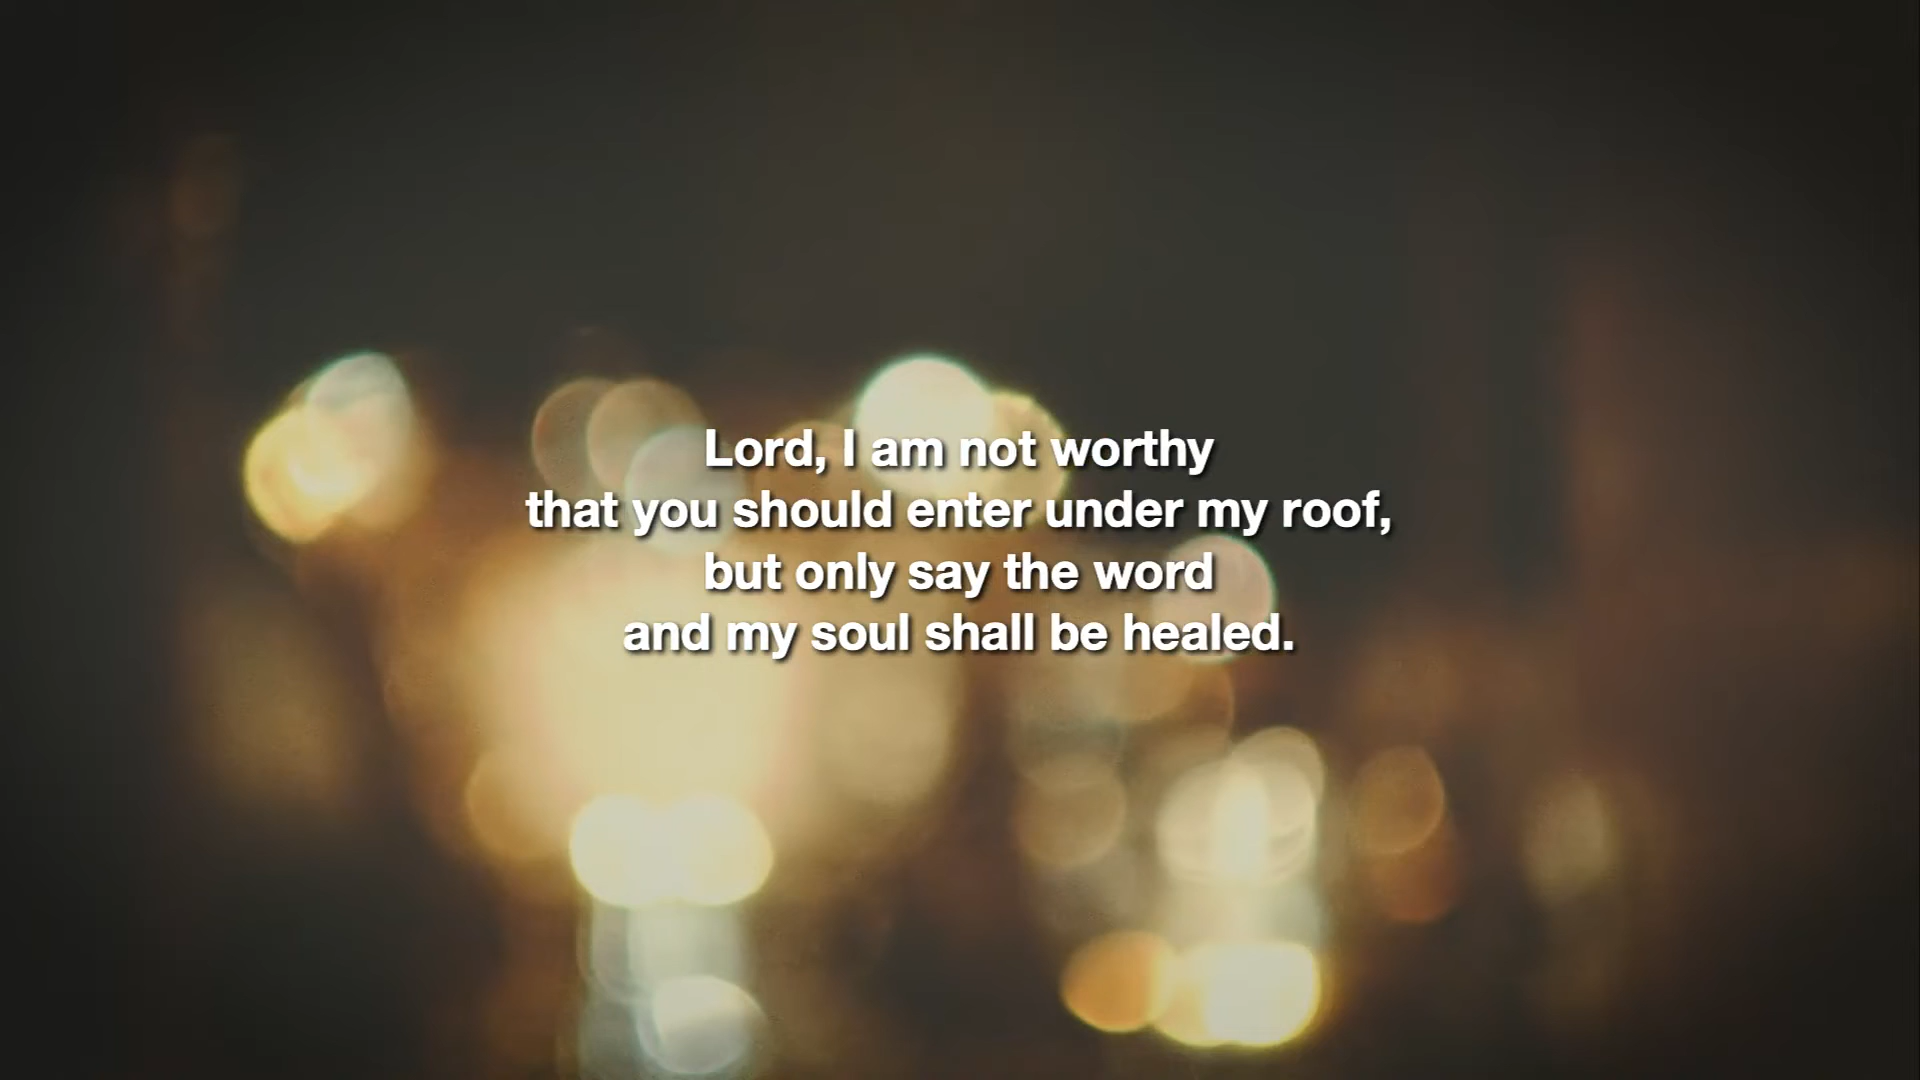 Lord, I am not worthy
that you should enter under my roof,
but only say the word
and my soul shall be healed.